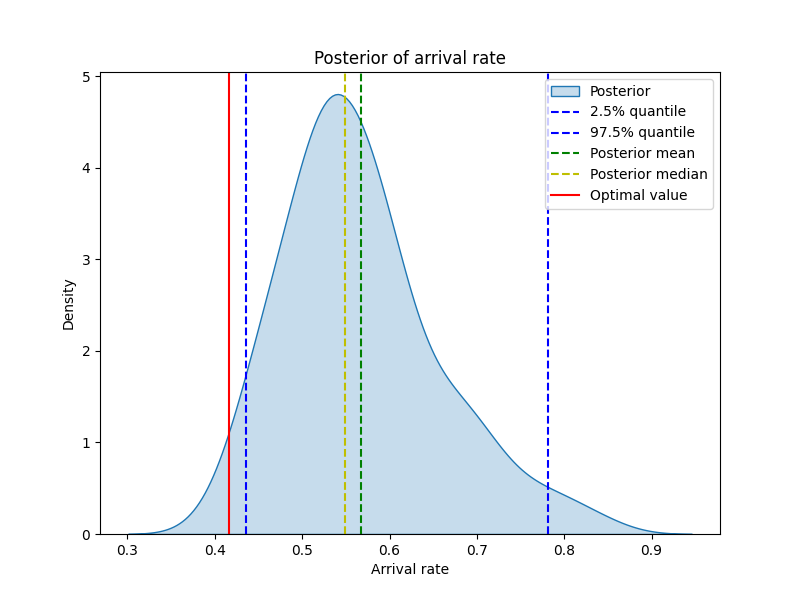 Posterior of arrival rate
5
4
3
2
1
0
Density
Posterior
2.5% quantile
97.5% quantile
Posterior mean
Posterior median
Optimal value
0.3 0.4 0.5 0.6 0.7 0.8 0.9
Arrival rate